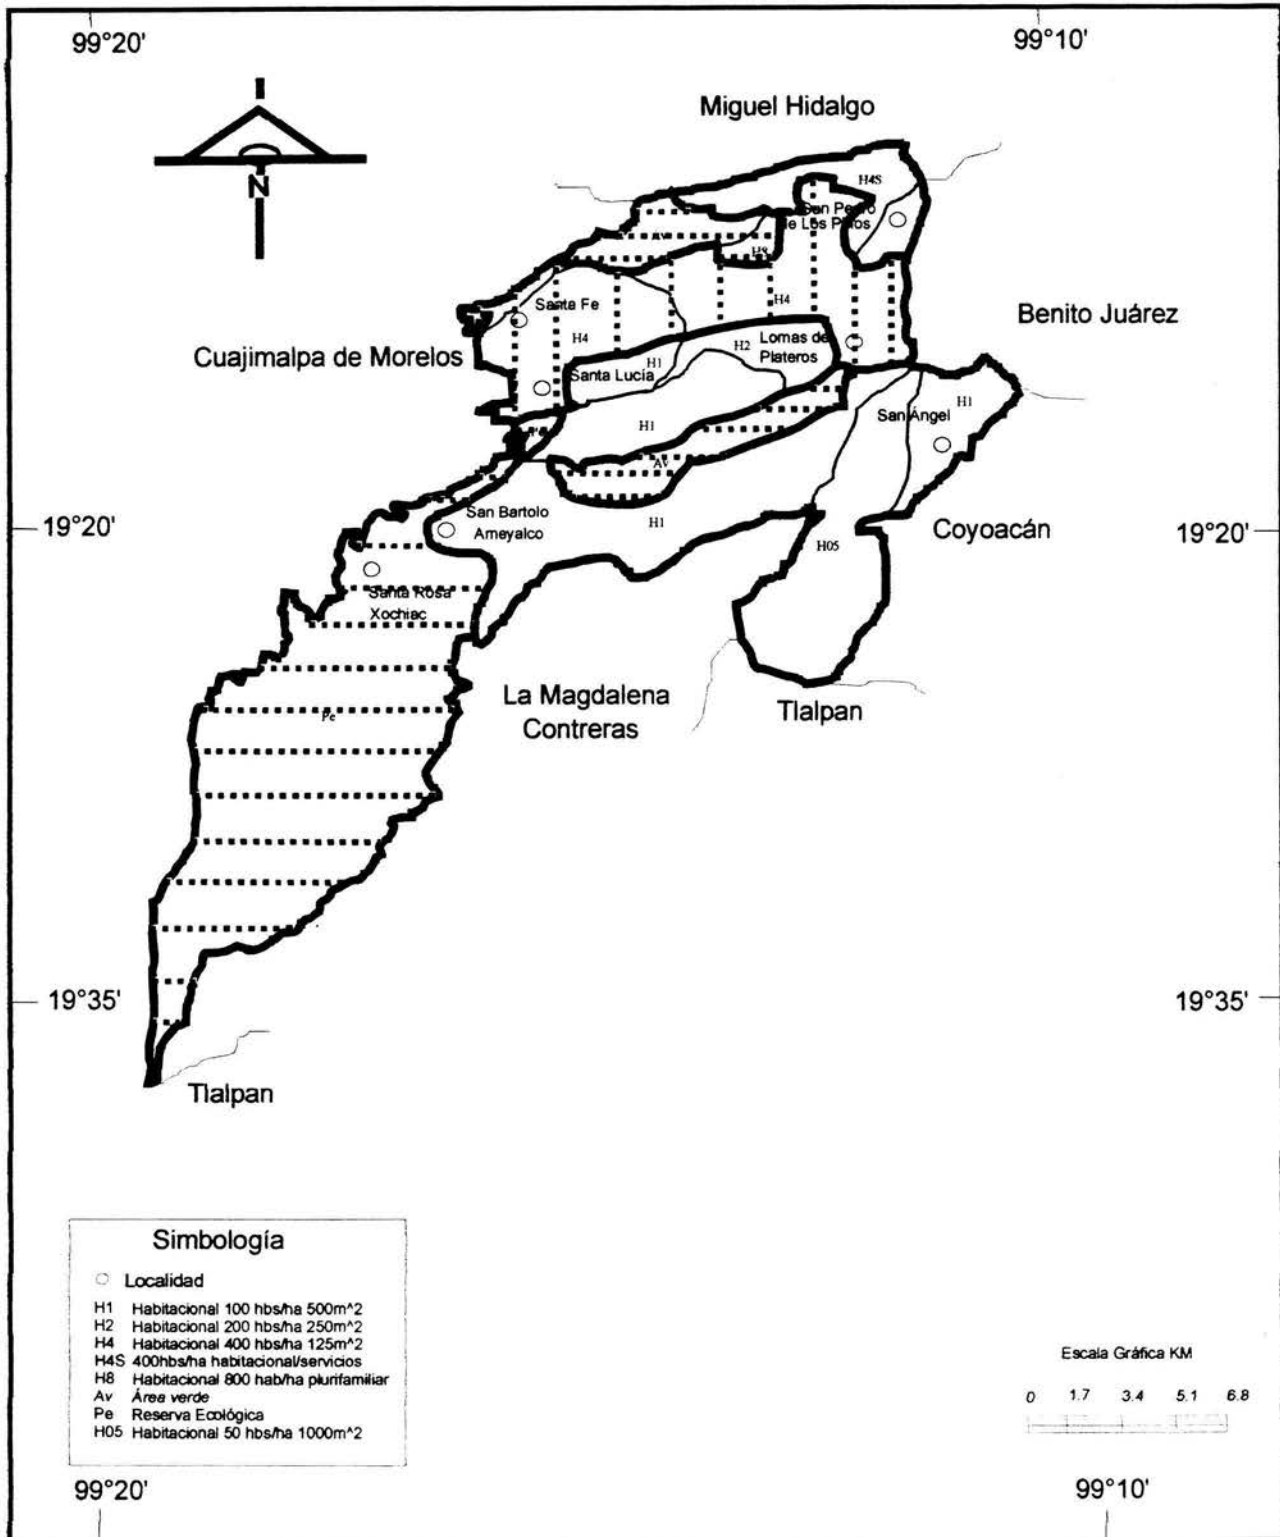 99°20'
99°10'
Miguel Hidalgo
N
H4S
San Pedro
de Los Pinos
Av
H8
Santa Fe
H4
Benito Juárez
Cuajimalpa de Morelos
H4
H2
Lomas de
Plateros
H1
Santa Lucía
San Ángel
H1
H1
Pe
Av
San Bartolo
Ameyalco
H1
19°20'
Coyoacán
19°20'
H05
Santa Rosa
Xochiac
La Magdalena
Contreras
Tlalpan
Pe
19°35'
19°35'
Tlalpan
Simbología
Localidad
H1 Habitacional 100 hbs/ha 500m^2
H2 Habitacional 200 hbs/ha 250m^2
H4 Habitacional 400 hbs/ha 125m^2
H4S 400hbs/ha habitacional/servicios
H8 Habitacional 800 hab/ha plurifamiliar
Av Área verde
Pe Reserva Ecológica
H05 Habitacional 50 hbs/ha 1000m^2
Escala Gráfica KM
0 1.7 3.4 5.1 6.8
99°20'
99°10'